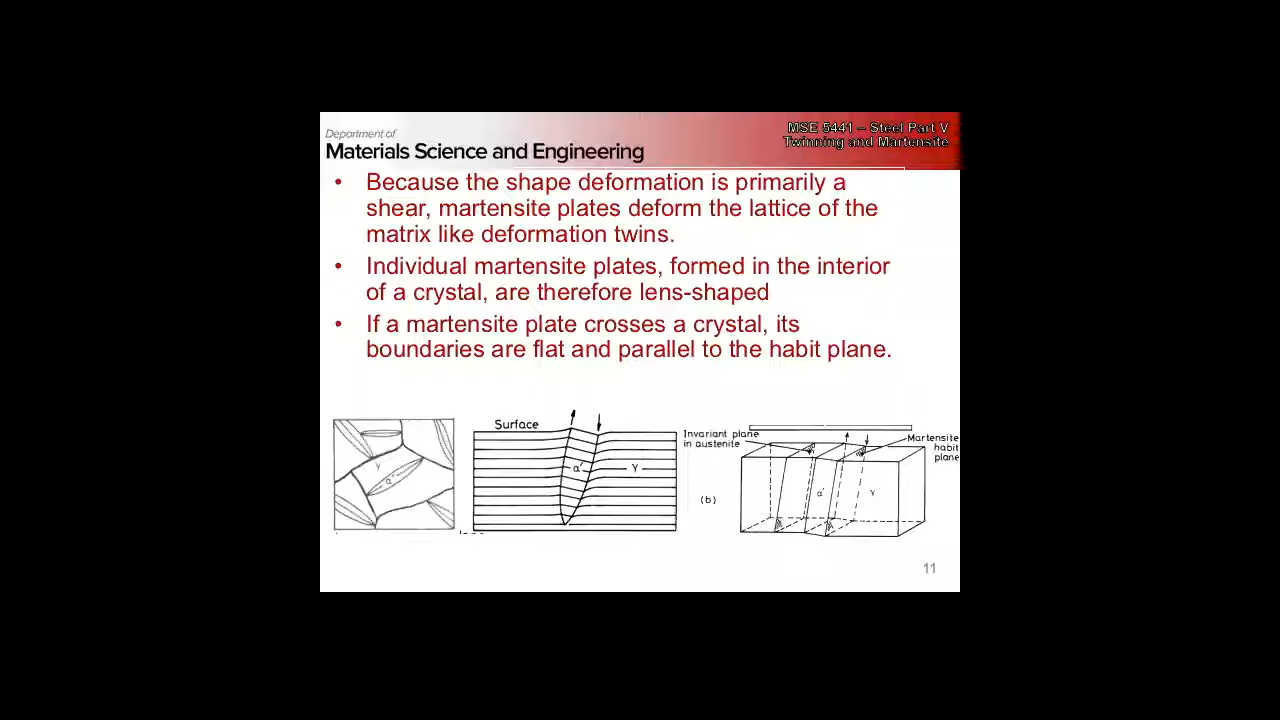 Department of
Materials Science and Engineering
MSE 5441 – Steel Part V
Twinning and Martensite
• Because the shape deformation is primarily a
shear, martensite plates deform the lattice of the
matrix like deformation twins.
• Individual martensite plates, formed in the interior
of a crystal, are therefore lens-shaped
• If a martensite plate crosses a crystal, its
boundaries are flat and parallel to the habit plane.
γ
α'
Surface
α'
γ
Invariant plane
in austenite
(b)
Martensite
habit
plane
α'
γ
11